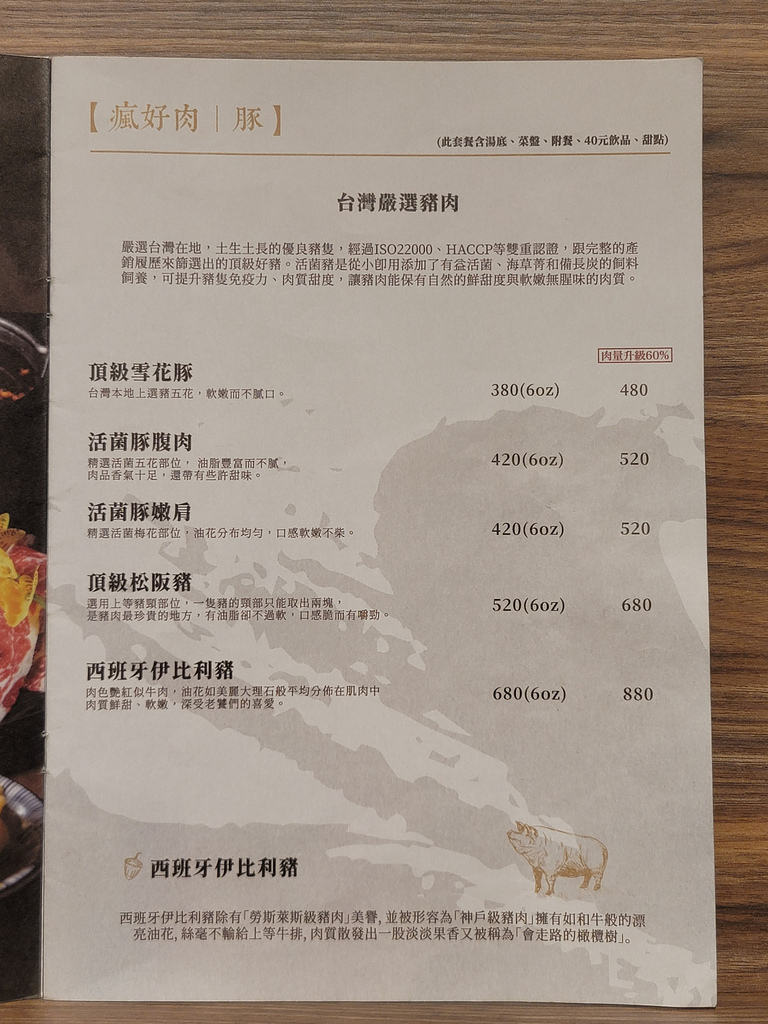 【瘋好肉｜豚】
(此套餐含湯底、菜盤、附餐、40元飲品、甜點)
台灣嚴選豬肉
嚴選台灣在地，土生土長的優良豬隻，經過ISO22000、HACCP等雙重認證，跟完整的產
銷履歷來篩選出的頂級好豬。活菌豬是從小卽用添加了有益活菌、海草菁和備長炭的飼料
飼養，可提升豬隻免疫力、肉質甜度，讓豬肉能保有自然的鮮甜度與軟嫩無腥味的肉質。
肉量升級60%
頂級雪花豚 380(6oz) 480
台灣本地上選豬五花，軟嫩而不膩口。
活菌豚腹肉 420(6oz) 520
精選活菌五花部位， 油脂豐富而不膩，
肉品香氣十足，還帶有些許甜味。
活菌豚嫩肩 420(6oz) 520
精選活菌梅花部位，油花分布均勻，口感軟嫩不柴。
頂級松阪豬 520(6oz) 680
選用上等豬頸部位，一隻豬的頸部只能取出兩塊，
是豬肉最珍貴的地方，有油脂卻不過軟，口感脆而有嚼勁。
西班牙伊比利豬 680(6oz) 880
肉色艷紅似牛肉，油花如美麗大理石般平均分佈在肌肉中
肉質鮮甜、軟嫩，深受老饕們的喜愛。
西班牙伊比利豬
西班牙伊比利豬除有「勞斯萊斯級豬肉」美譽, 並被形容為「神戶級豬肉」擁有如和牛般的漂
亮油花, 絲毫不輸給上等牛排, 肉質散發出一股淡淡果香又被稱為「會走路的橄欖樹」。